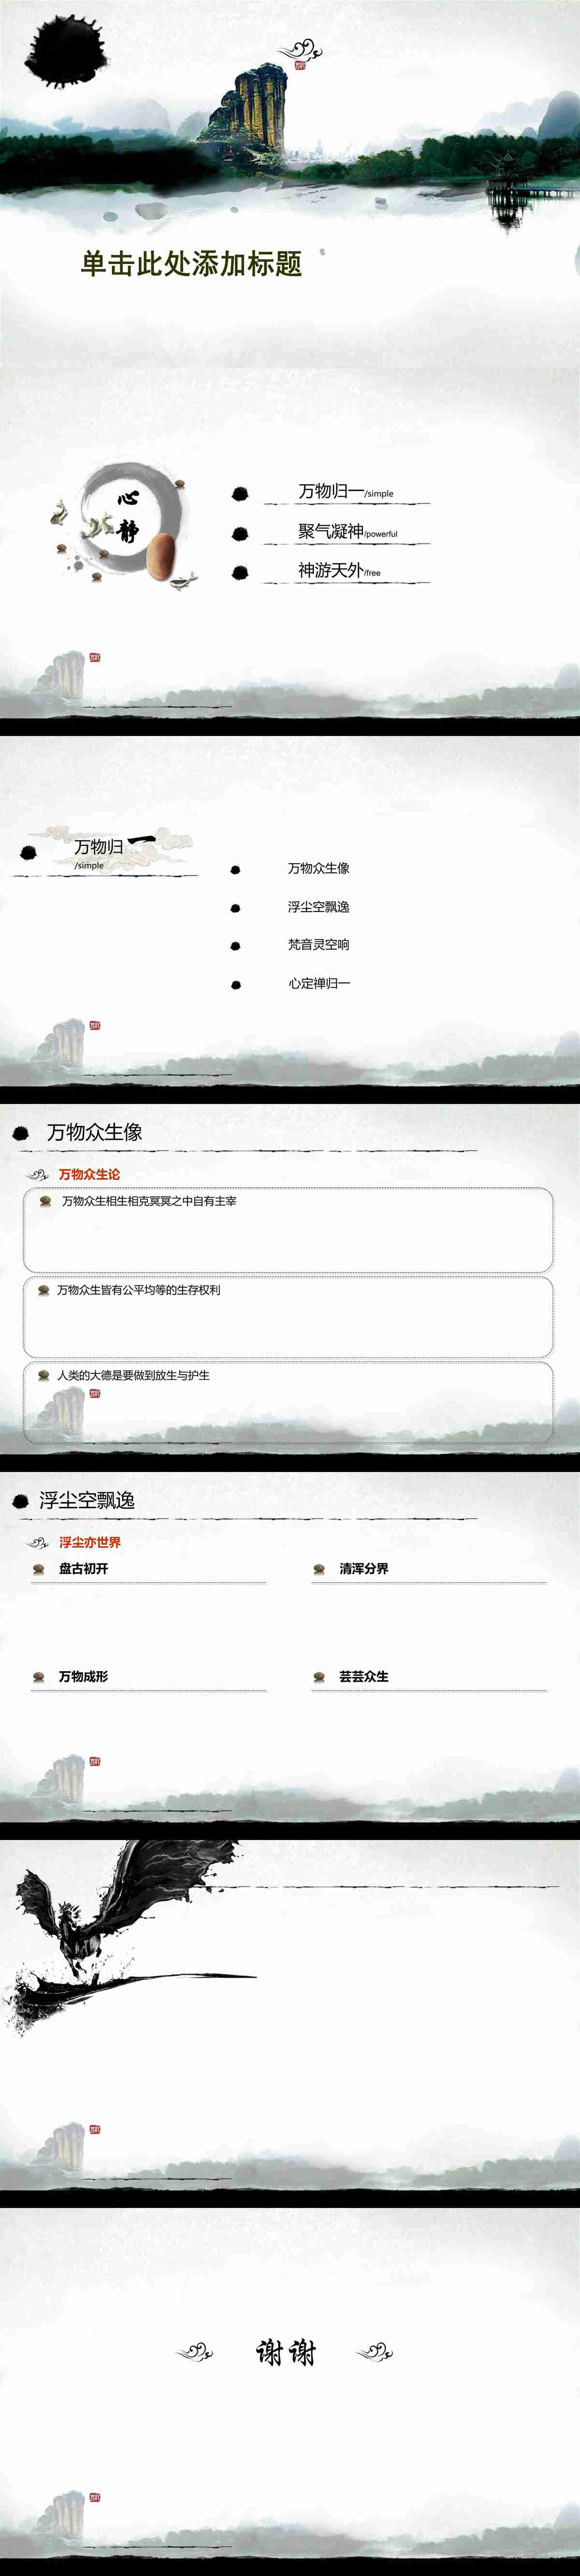 单击此处添加标题
心
静
万物归一/simple
聚气凝神/powerful
神游天外/free
万物归一
/simple
万物众生像
浮尘空飘逸
梵音灵空响
心定禅归一
万物众生像
万物众生论
万物众生相生相克冥冥之中自有主宰
万物众生皆有公平均等的生存权利
人类的大德是要做到放生与护生
浮尘空飘逸
浮尘亦世界
盘古初开
清浑分界
万物成形
芸芸众生
谢谢